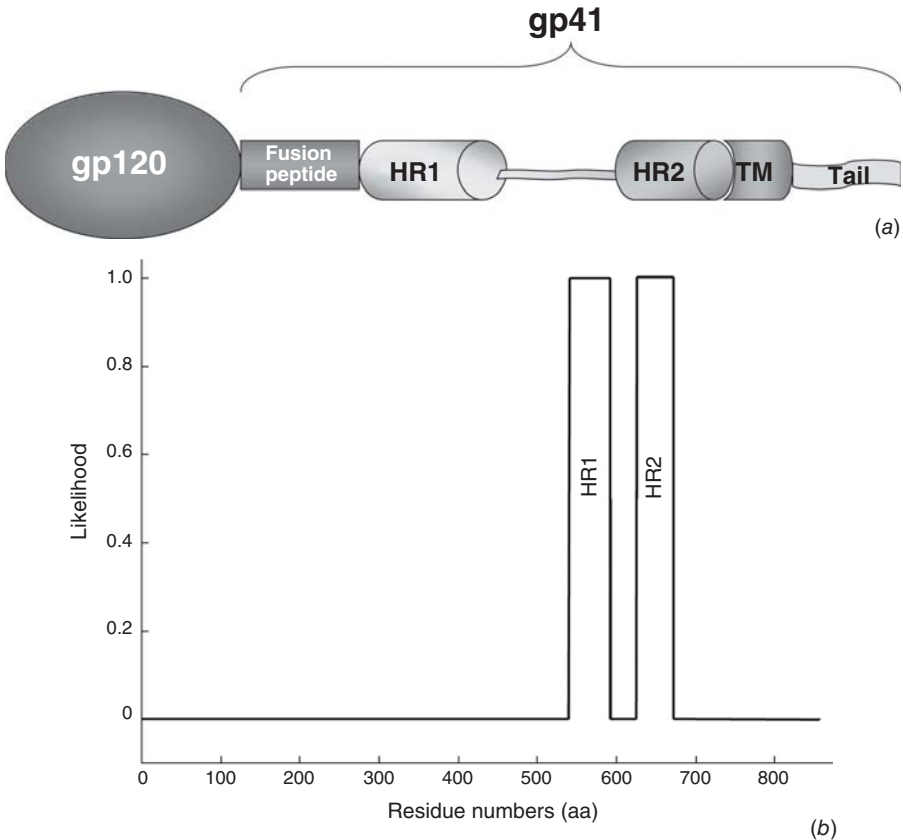 gp41
gp120
Fusion
peptide
HR1
HR2
TM
Tail
(a)
1.0
0.8
0.6
0.4
0.2
0
Likelihood
HR1
HR2
0 100 200 300 400 500 600 700 800
Residue numbers (aa)
(b)